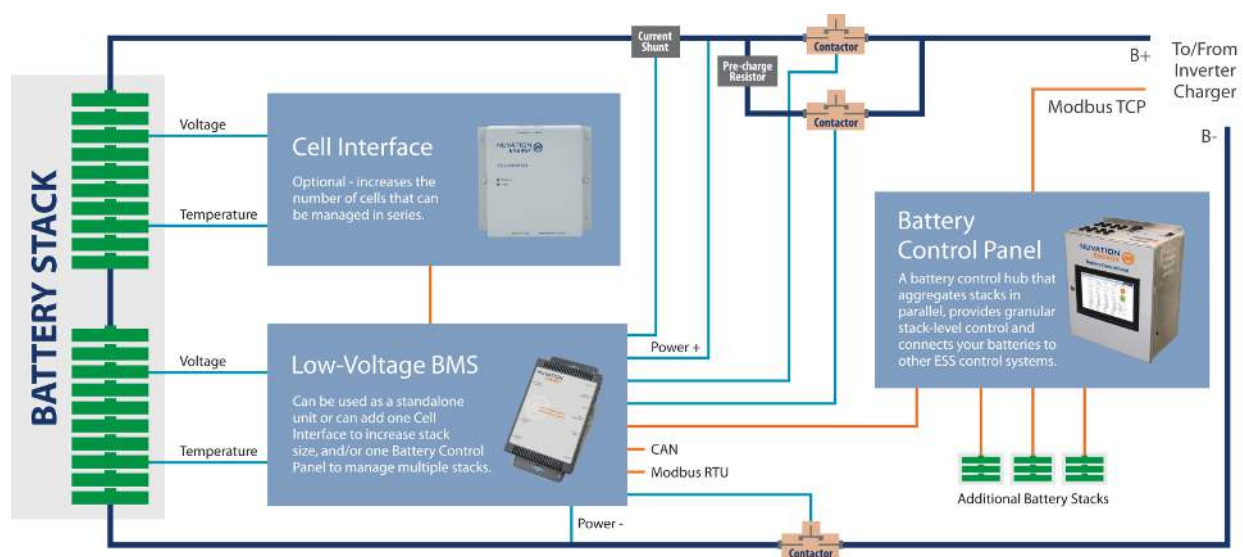 BATTERY STACK
Current
Shunt
Contactor
Pre-charge
Resistor
Contactor
B+
To/From
Inverter
Charger
Modbus TCP
B-
Voltage
Temperature
Cell Interface
Optional - increases the
number of cells that can
be managed in series.
NUVATION
ENERGY
Battery
Control Panel
A battery control hub that
aggregates stacks in
parallel, provides granular
stack-level control and
connects your batteries to
other ESS control systems.
NUVATION
ENERGY
Voltage
Temperature
Low-Voltage BMS
Can be used as a standalone
unit or can add one Cell
Interface to increase stack
size, and/or one Battery Control
Panel to manage multiple stacks.
NUVATION
ENERGY
Power +
CAN
Modbus RTU
Power -
Contactor
Additional Battery Stacks